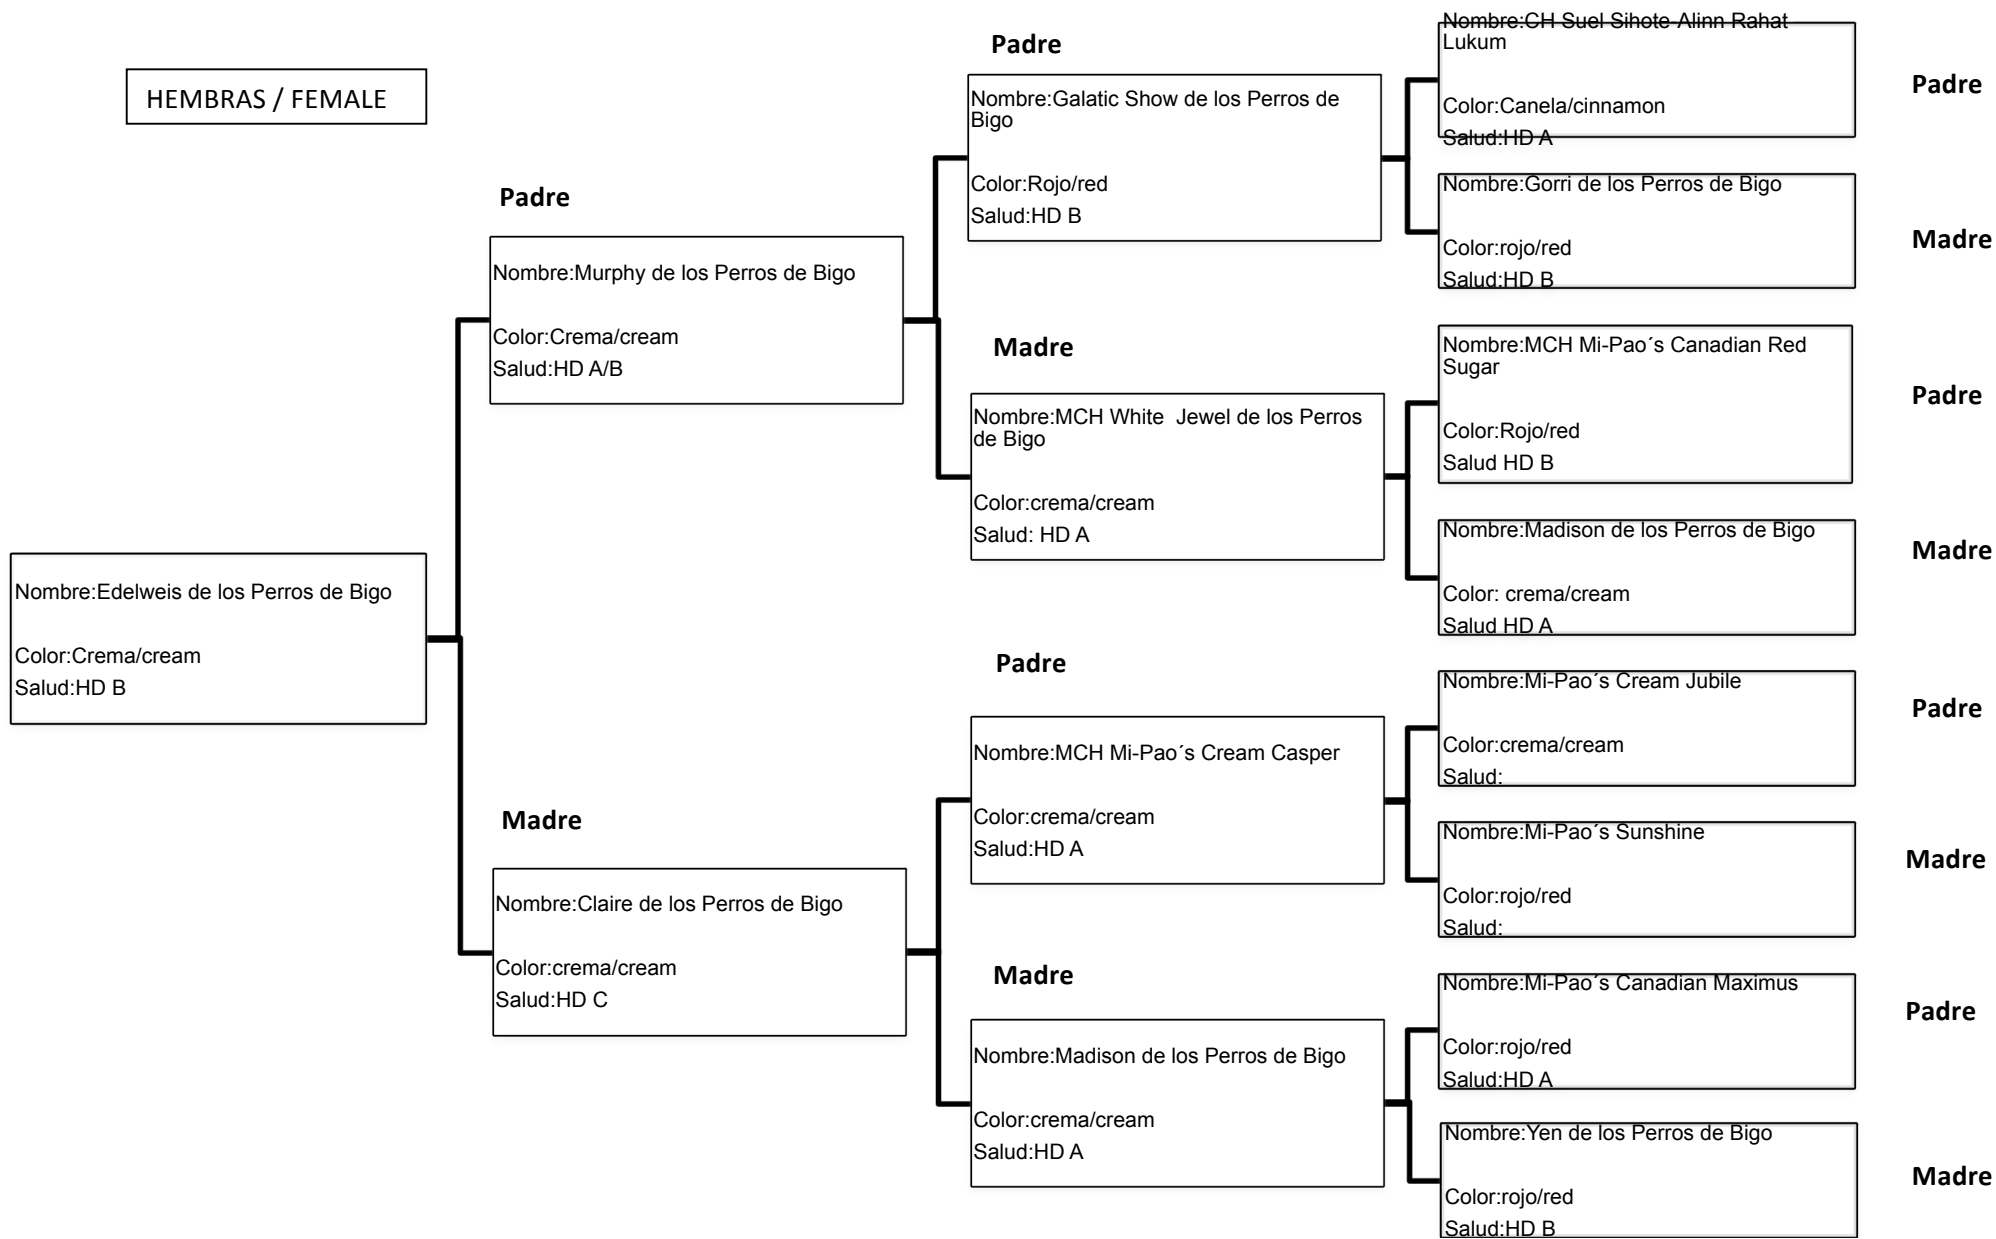 HEMBRAS / FEMALE
Nombre:Edelweis de los Perros de Bigo
Color:Crema/cream
Salud:HD B
Padre
Nombre:Murphy de los Perros de Bigo
Color:Crema/cream
Salud:HD A/B
Madre
Nombre:Claire de los Perros de Bigo
Color:crema/cream
Salud:HD C
Padre
Nombre:Galatic Show de los Perros de
Bigo
Color:Rojo/red
Salud:HD B
Madre
Nombre:MCH White  Jewel de los Perros
de Bigo
Color:crema/cream
Salud: HD A
Padre
Nombre:MCH Mi-Pao´s Cream Casper
Color:crema/cream
Salud:HD A
Madre
Nombre:Madison de los Perros de Bigo
Color:crema/cream
Salud:HD A
Nombre:CH Suel Sihote-Alinn Rahat
Lukum
Color:Canela/cinnamon
Salud:HD A
Padre
Nombre:Gorri de los Perros de Bigo
Color:rojo/red
Salud:HD B
Madre
Nombre:MCH Mi-Pao´s Canadian Red
Sugar
Color:Rojo/red
Salud HD B
Padre
Nombre:Madison de los Perros de Bigo
Color: crema/cream
Salud HD A
Madre
Nombre:Mi-Pao´s Cream Jubile
Color:crema/cream
Salud:
Padre
Nombre:Mi-Pao´s Sunshine
Color:rojo/red
Salud:
Madre
Nombre:Mi-Pao´s Canadian Maximus
Color:rojo/red
Salud:HD A
Padre
Nombre:Yen de los Perros de Bigo
Color:rojo/red
Salud:HD B
Madre